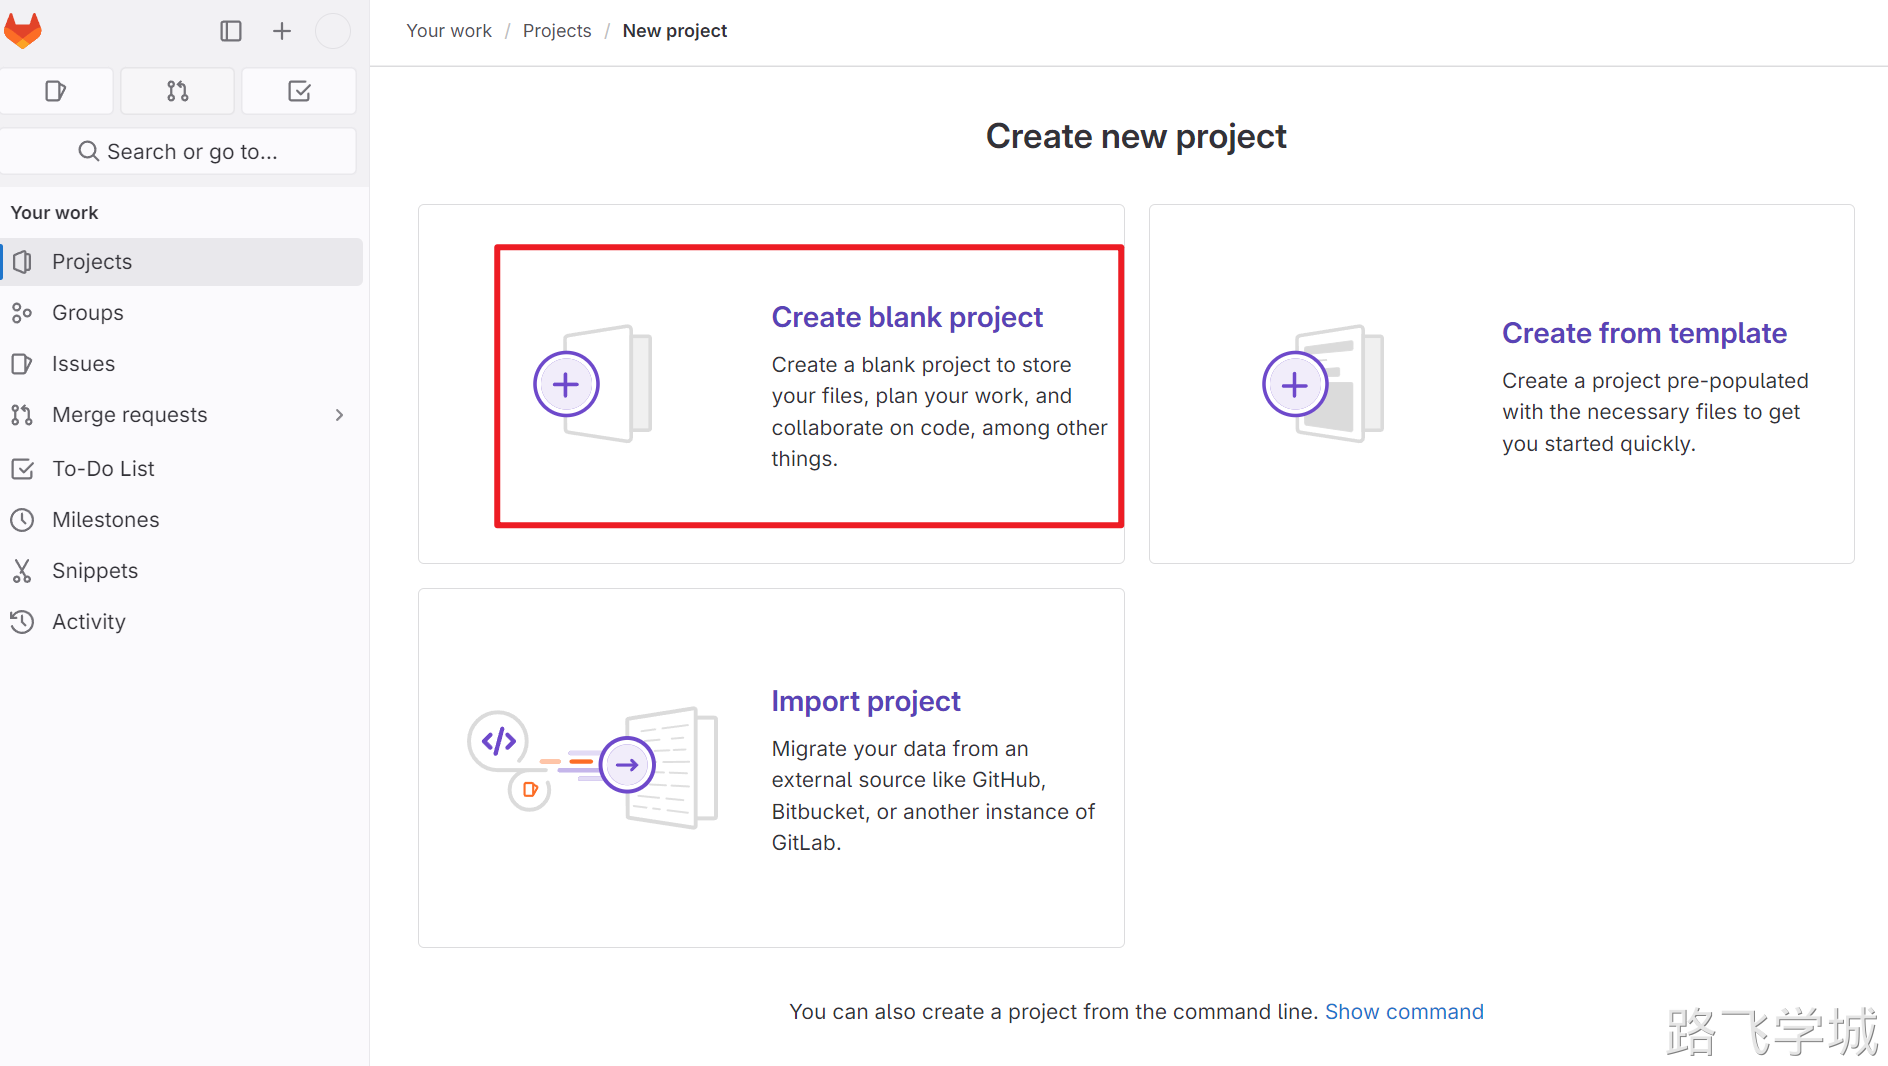 Your work / Projects / New project
Search or go to...
Your work
Projects
Groups
Issues
Merge requests
To-Do List
Milestones
Snippets
Activity
Create new project
Create blank project
Create a blank project to store
your files, plan your work, and
collaborate on code, among other
things.
Create from template
Create a project pre-populated
with the necessary files to get
you started quickly.
Import project
Migrate your data from an
external source like GitHub,
Bitbucket, or another instance of
GitLab.
You can also create a project from the command line. Show command
路飞学城